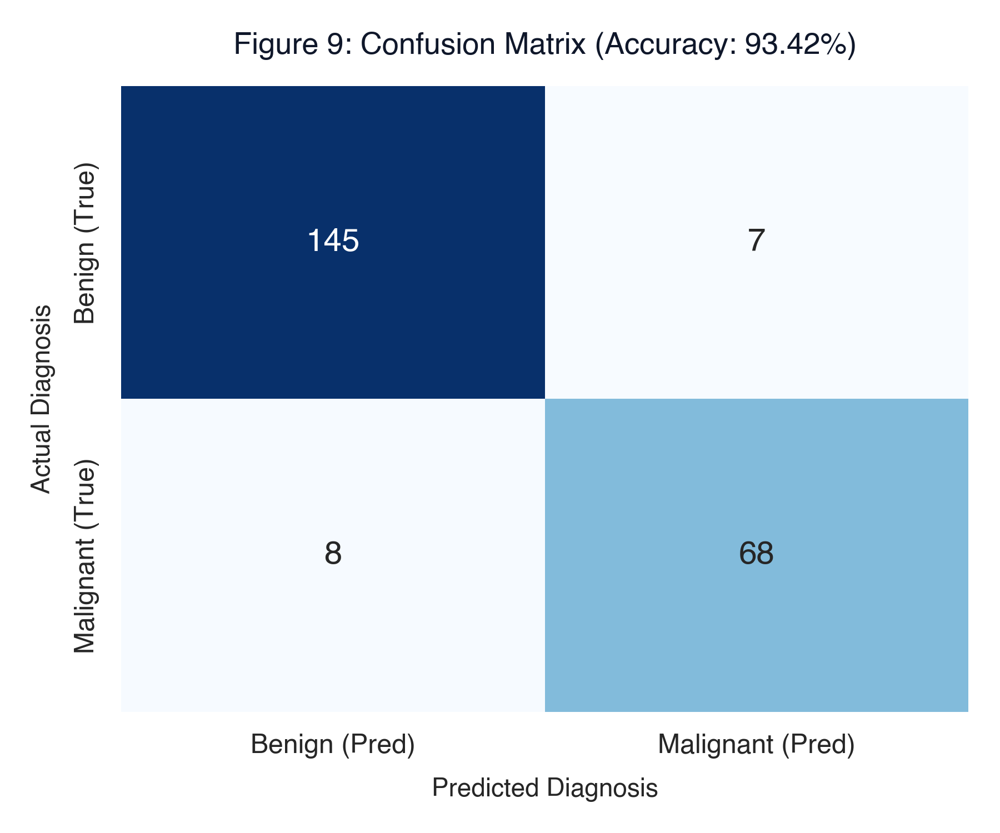 Figure 9: Confusion Matrix (Accuracy: 93.42%)
Actual Diagnosis
Benign (True)
145
7
Malignant (True)
8
68
Benign (Pred)
Malignant (Pred)
Predicted Diagnosis